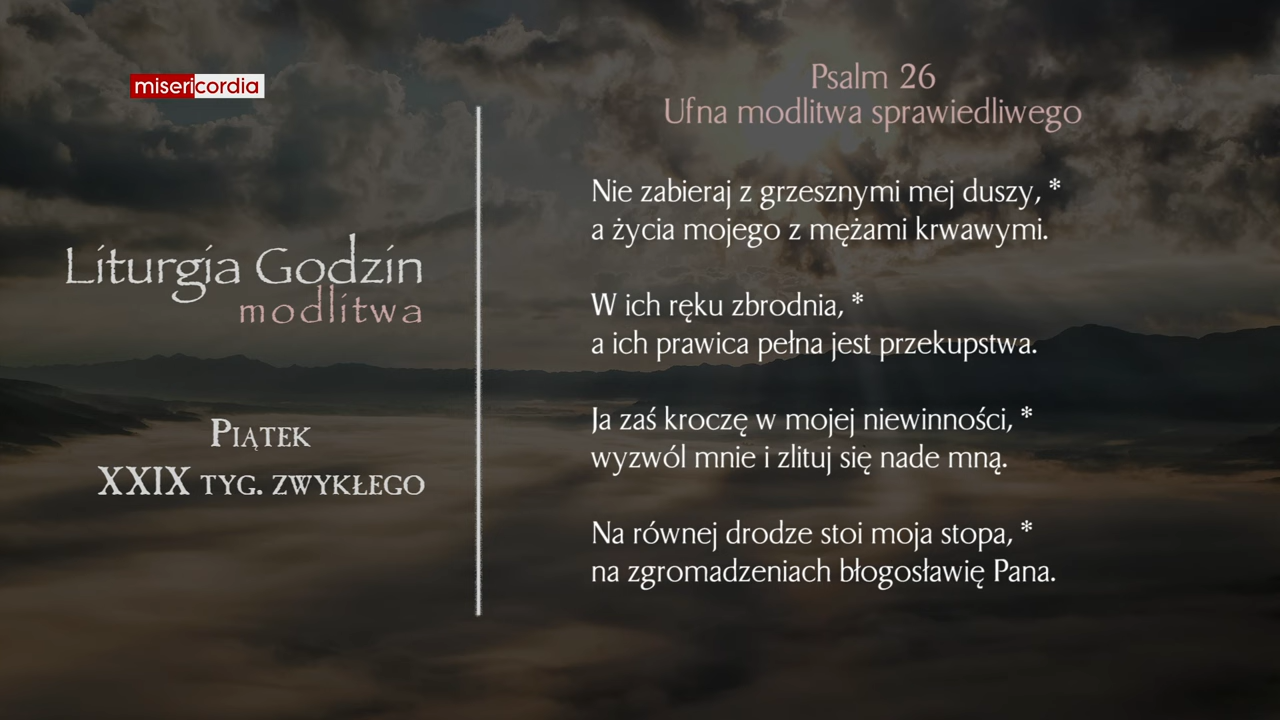 misericordia
Liturgia Godzin
modlitwa
Piątek
XXIX tyg. zwykłego
Psalm 26
Ufna modlitwa sprawiedliwego
Nie zabieraj z grzesznymi mej duszy, *
a życia mojego z mężami krwawymi.
W ich ręku zbrodnia, *
a ich prawica pełna jest przekupstwa.
Ja zaś kroczę w mojej niewinności, *
wyzwól mnie i zlituj się nade mną.
Na równej drodze stoi moja stopa, *
na zgromadzeniach błogosławię Pana.